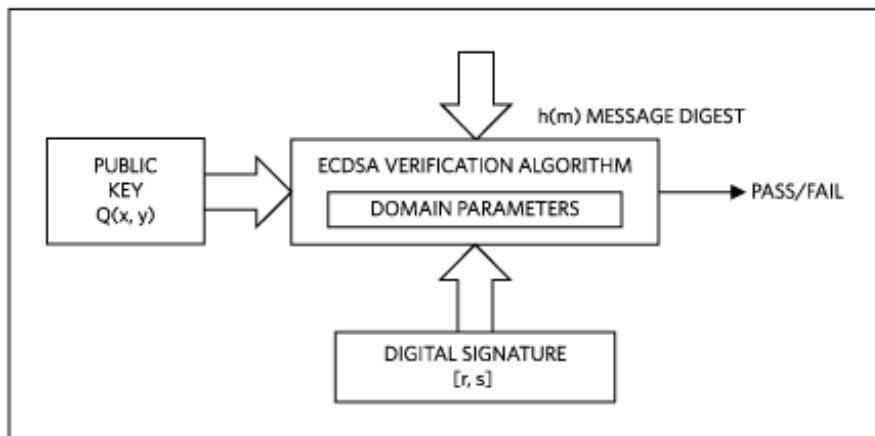 h(m) MESSAGE DIGEST
PUBLIC
KEY
Q(x, y)
ECDSA VERIFICATION ALGORITHM
DOMAIN PARAMETERS
PASS/FAIL
DIGITAL SIGNATURE
[r, s]